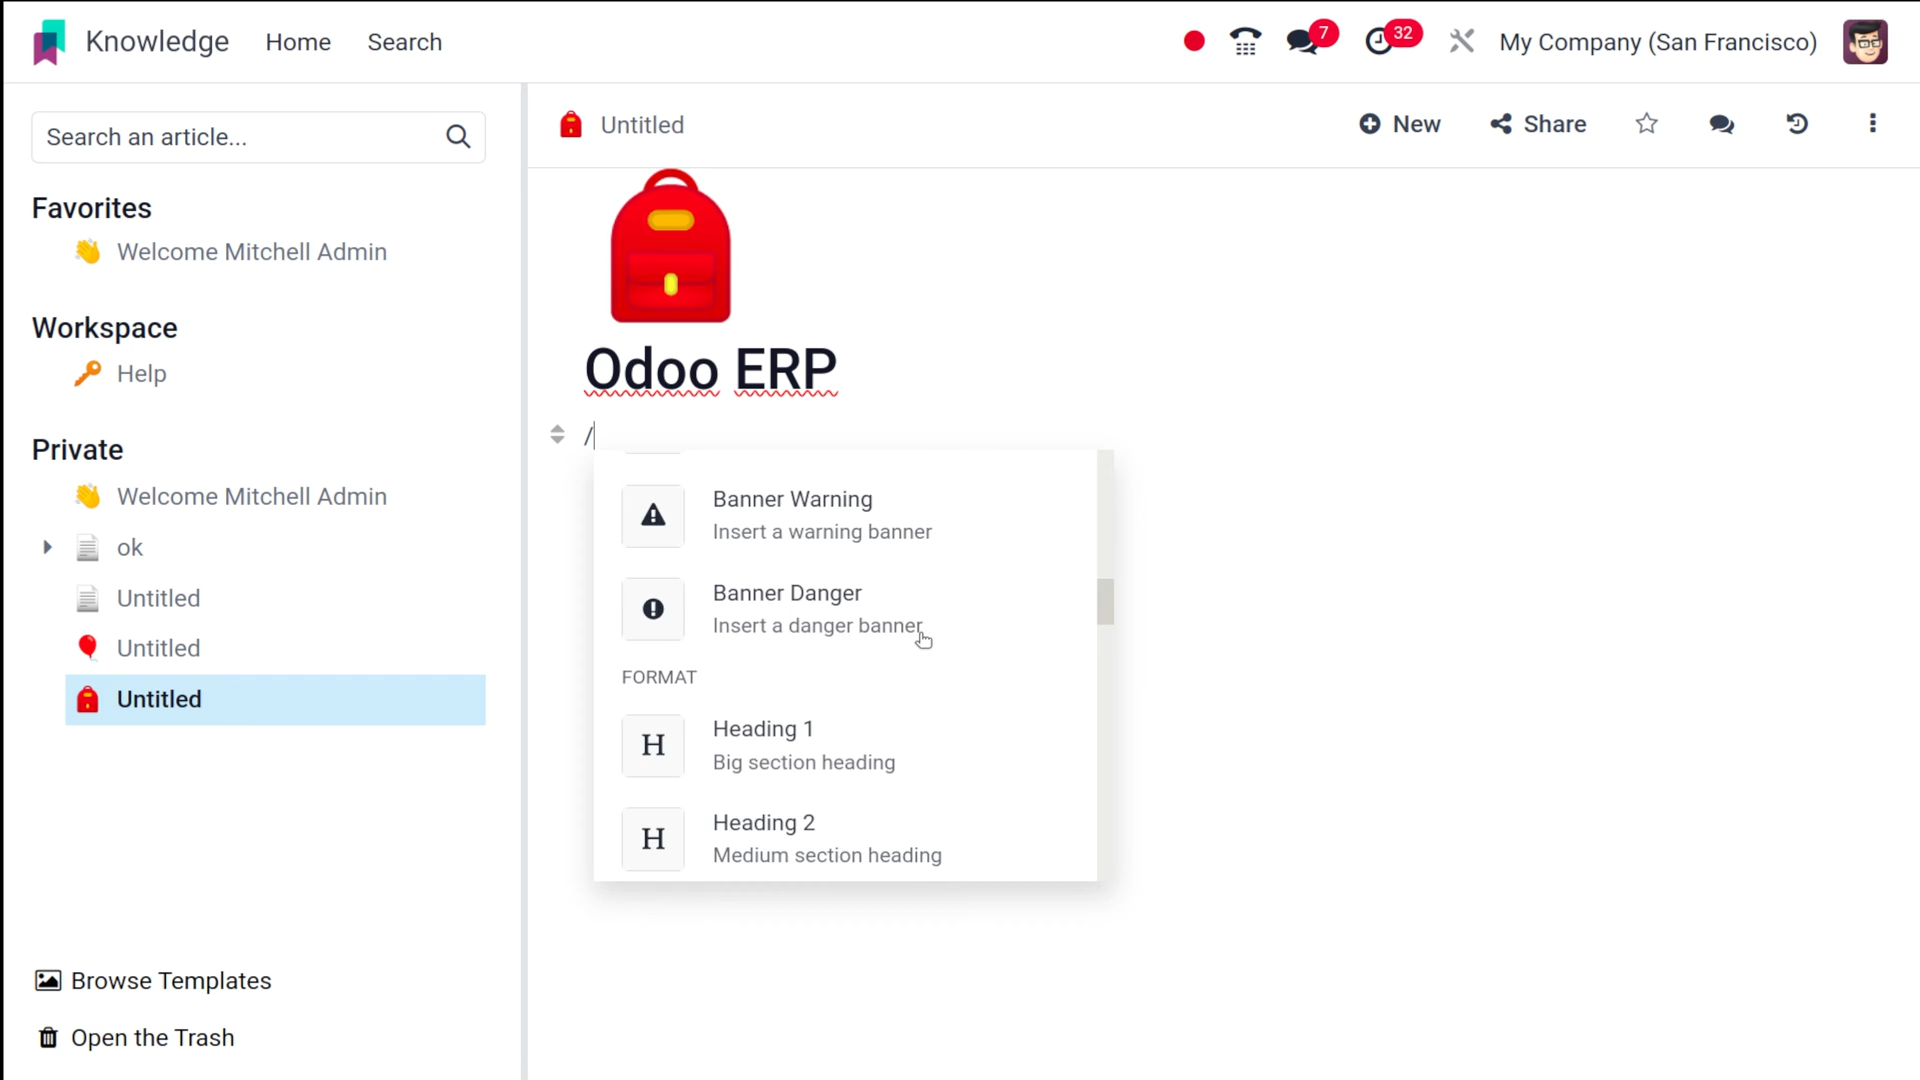 Knowledge Home Search 7 32 My Company (San Francisco)
Search an article...
Favorites
Welcome Mitchell Admin
Workspace
Help
Private
Welcome Mitchell Admin
ok
Untitled
Untitled
Untitled
Browse Templates
Open the Trash
Untitled New Share
Odoo ERP
/
Banner Warning
Insert a warning banner
Banner Danger
Insert a danger banner
FORMAT
H Heading 1
Big section heading
H Heading 2
Medium section heading